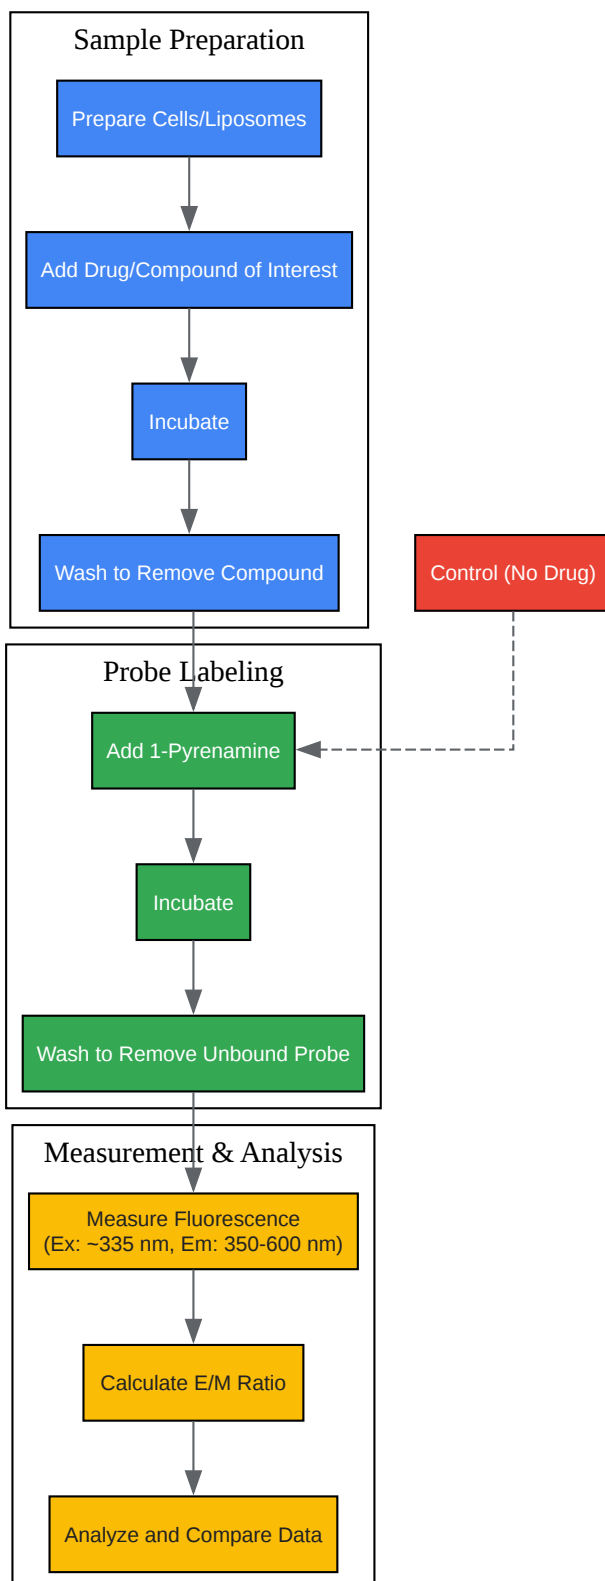 Sample Preparation
Prepare Cells/Liposomes
Add Drug/Compound of Interest
Incubate
Wash to Remove Compound
Control (No Drug)
Probe Labeling
Add 1-Pyrenamine
Incubate
Wash to Remove Unbound Probe
Measurement & Analysis
Measure Fluorescence
(Ex: ~335 nm, Em: 350-600 nm)
Calculate E/M Ratio
Analyze and Compare Data